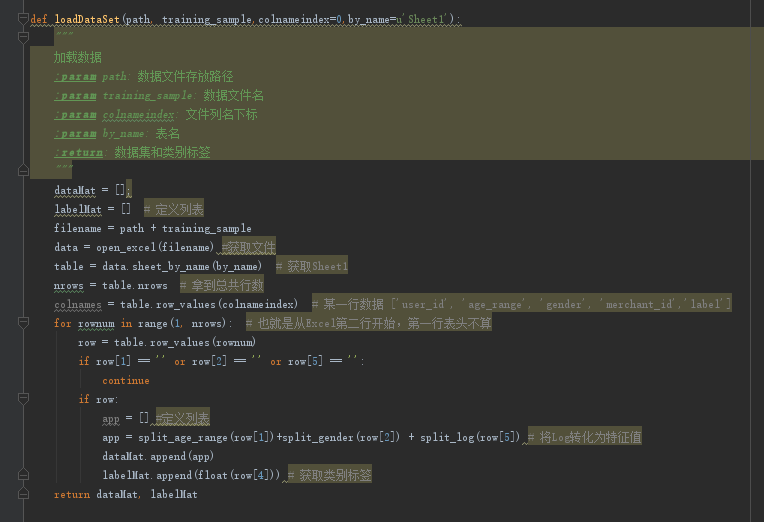 def loadDataSet(path, training_sample,colnameindex=0,by_name=u'Sheet1'):
"""
加载数据
:param path: 数据文件存放路径
:param training_sample: 数据文件名
:param colnameindex: 文件列名下标
:param by_name: 表名
:return: 数据集和类别标签
"""
dataMat = [];
labelMat = [] # 定义列表
filename = path + training_sample
data = open_excel(filename) #获取文件
table = data.sheet_by_name(by_name) # 获取Sheet1
nrows = table.nrows # 拿到总共行数
colnames = table.row_values(colnameindex) # 某一行数据 ['user_id', 'age_range', 'gender', 'merchant_id','label']
for rownum in range(1, nrows): # 也就是从Excel第二行开始，第一行表头不算
row = table.row_values(rownum)
if row[1] == '' or row[2] == '' or row[5] == '':
continue
if row:
app = [] #定义列表
app = split_age_range(row[1])+split_gender(row[2]) + split_log(row[5]) # 将Log转化为特征值
dataMat.append(app)
labelMat.append(float(row[4])) # 获取类别标签
return dataMat, labelMat